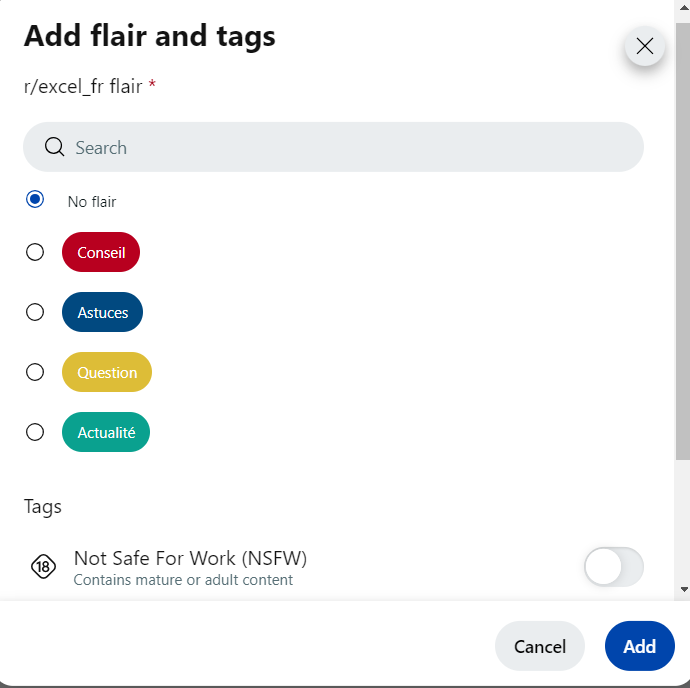 Add flair and tags
r/excel_fr flair *
Search
No flair
Conseil
Astuces
Question
Actualité
Tags
18
Not Safe For Work (NSFW)
Contains mature or adult content
Cancel
Add